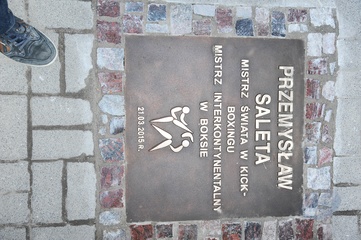 PRZEMYSŁAW
SALETA
MISTRZ ŚWIATA W KICK-
BOXINGU
MISTRZ INTERKONTYNENTALNY
W BOKSIE
21.03.2015 R.